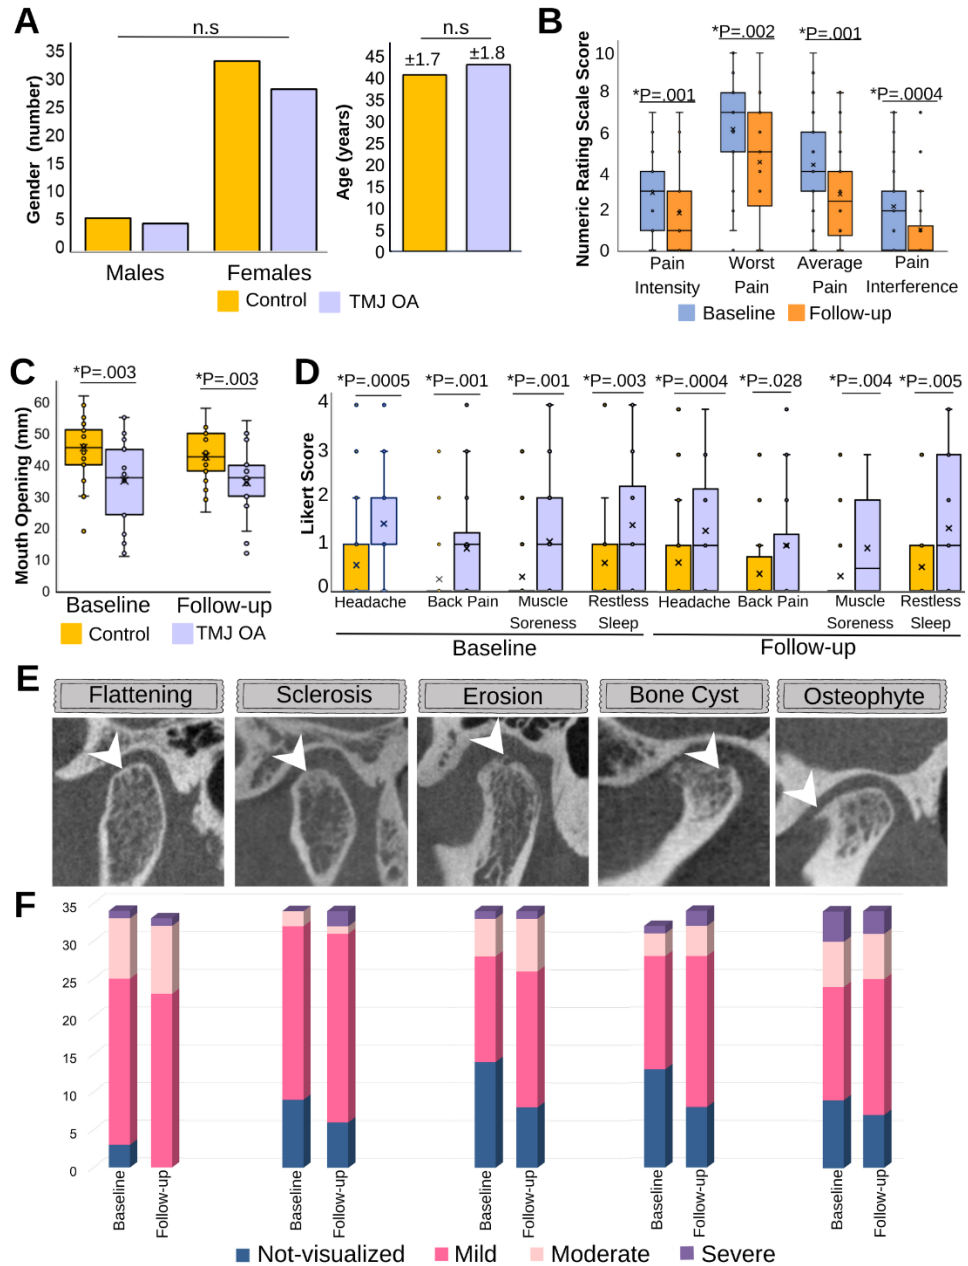 A
n.s
n.s
Gender (number)
35
30
25
20
15
10
5
0
Males
Females
Age (years)
45
40
35
30
25
20
15
10
5
0
±1.7
±1.8
Control
TMJ OA
B
*P=.002
*P=.001
*P=.001
*P=.0004
Numeric Rating Scale Score
10
8
6
4
2
0
Pain
Intensity
Worst
Pain
Average
Pain
Pain
Interference
Baseline
Follow-up
C
*P=.003
*P=.003
Mouth Opening (mm)
60
50
40
30
20
10
0
Baseline
Follow-up
Control
TMJ OA
D
*P=.0005
*P=.001
*P=.001
*P=.003
*P=.0004
*P=.028
*P=.004
*P=.005
Likert Score
4
3
2
1
0
Headache
Back Pain
Muscle
Soreness
Restless
Sleep
Headache
Back Pain
Muscle
Soreness
Restless
Sleep
Baseline
Follow-up
E
Flattening
Sclerosis
Erosion
Bone Cyst
Osteophyte
F
35
30
25
20
15
10
5
0
Baseline
Follow-up
Baseline
Follow-up
Baseline
Follow-up
Baseline
Follow-up
Baseline
Follow-up
Not-visualized
Mild
Moderate
Severe